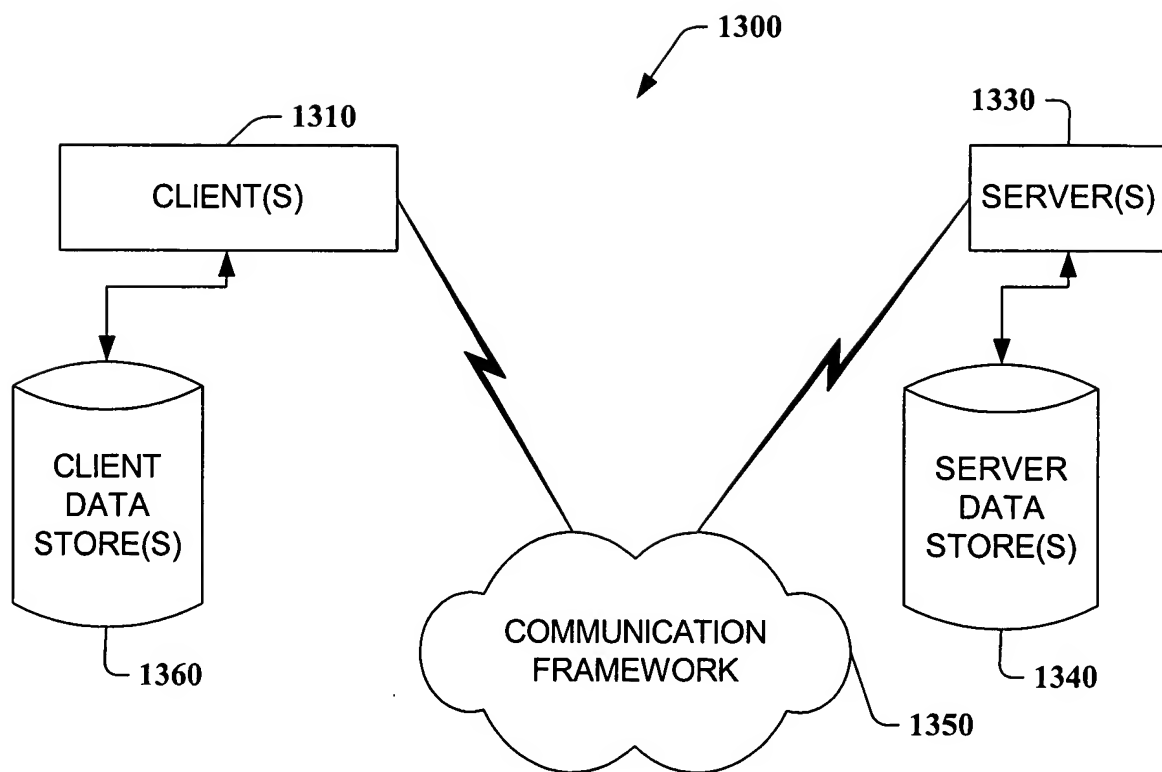 1300
1310
1330
CLIENT(S)
SERVER(S)
CLIENT
DATA
STORE(S)
SERVER
DATA
STORE(S)
COMMUNICATION
FRAMEWORK
1360
1340
1350